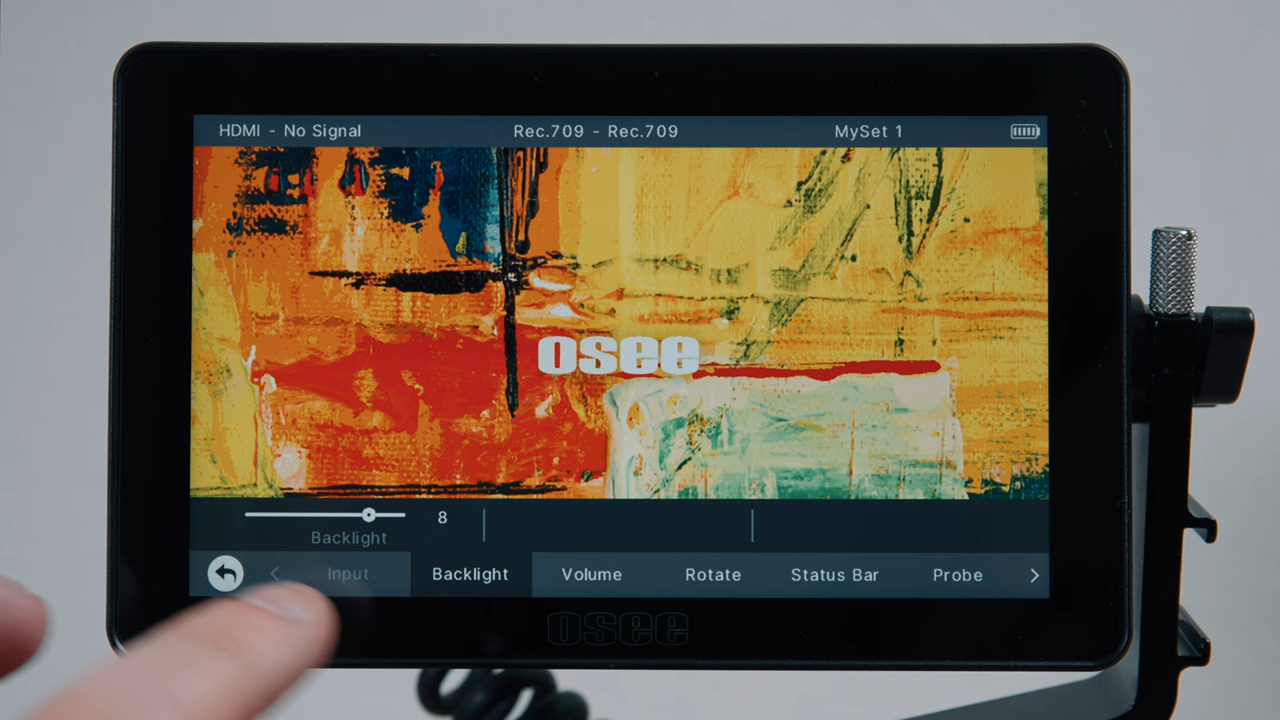 HDMI - No Signal Rec.709 - Rec.709 MySet 1
osee
8
Backlight
Input Backlight Volume Rotate Status Bar Probe
osee